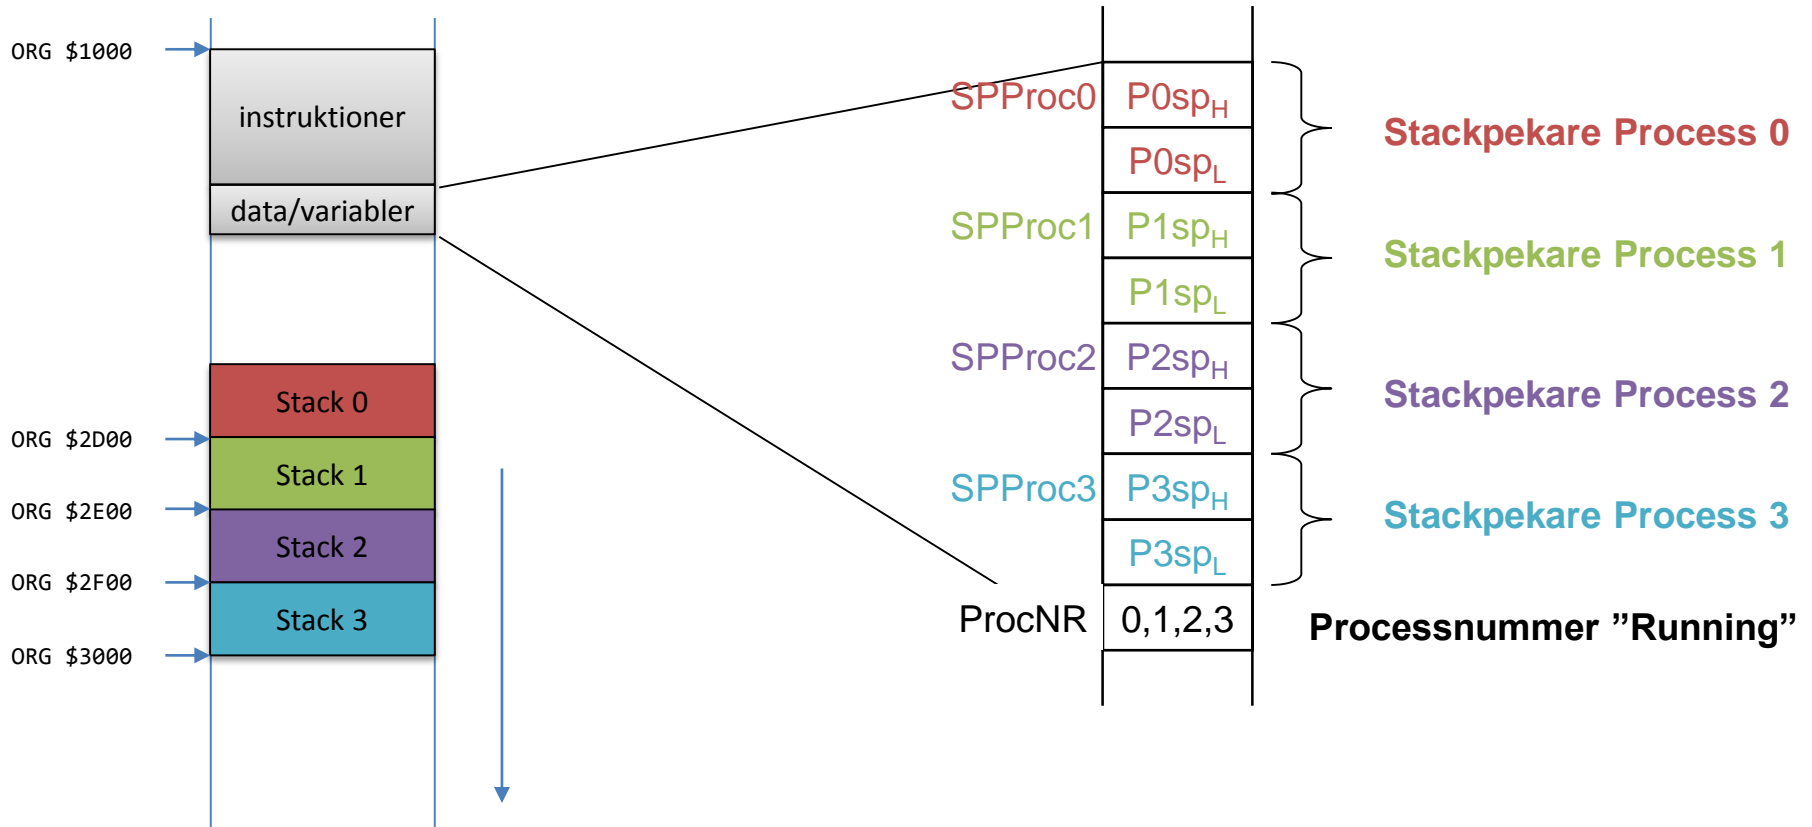 ORG $1000
instruktioner
data/variabler
Stack 0
ORG $2D00
Stack 1
ORG $2E00
Stack 2
ORG $2F00
Stack 3
ORG $3000
SPProc0 P0spH
P0spL
Stackpekare Process 0
SPProc1 P1spH
P1spL
Stackpekare Process 1
SPProc2 P2spH
P2spL
Stackpekare Process 2
SPProc3 P3spH
P3spL
Stackpekare Process 3
ProcNR 0,1,2,3 Processnummer ”Running”